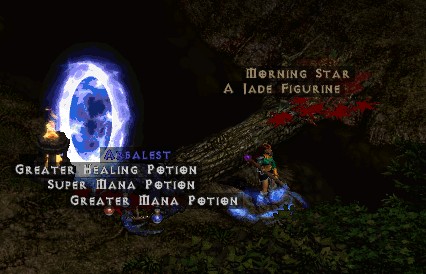 Morning Star
A Jade Figurine
Arbalest
Greater Healing Potion
Super Mana Potion
Greater Mana Potion